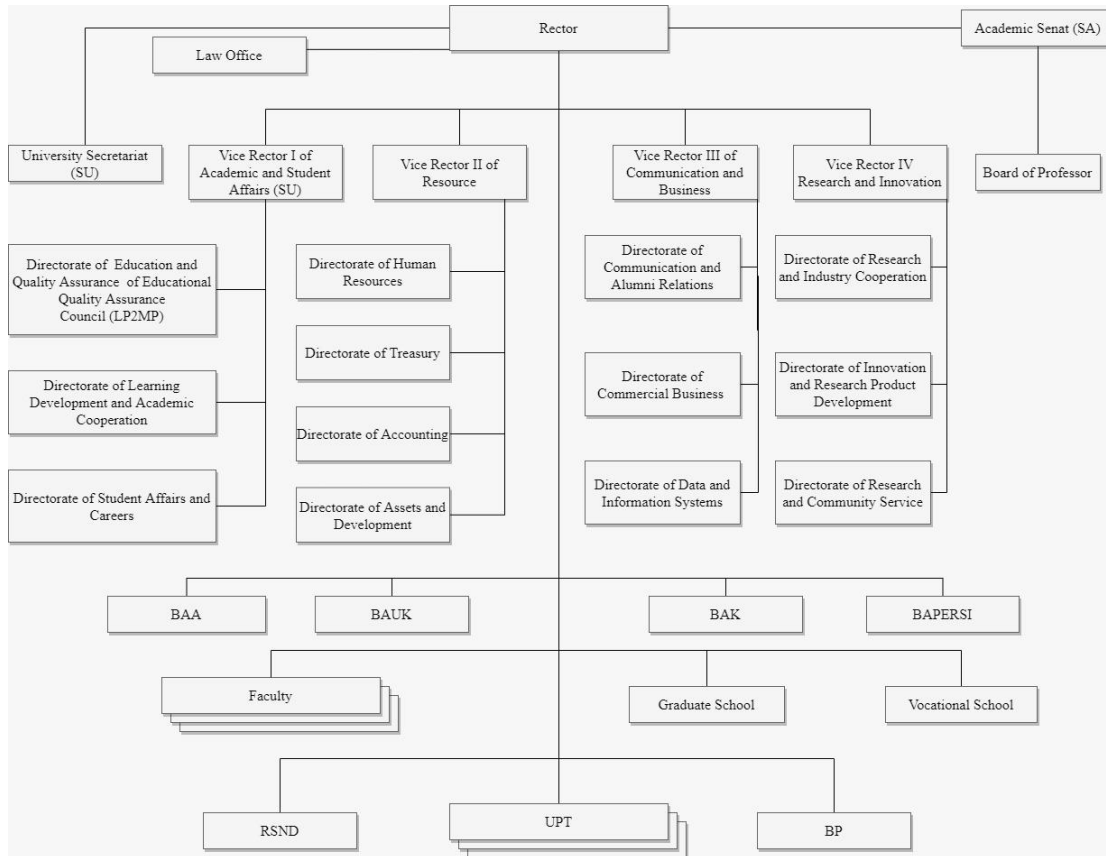 Rector
Academic Senat (SA)
Law Office
University Secretariat
(SU)
Vice Rector I of
Academic and Student
Affairs (SU)
Vice Rector II of
Resource
Vice Rector III of
Communication and
Business
Vice Rector IV
Research and Innovation
Board of Professor
Directorate of Education and
Quality Assurance of Educational
Quality Assurance
Council (LP2MP)
Directorate of Human
Resources
Directorate of
Communication and
Alumni Relations
Directorate of Research
and Industry Cooperation
Directorate of Treasury
Directorate of Learning
Development and Academic
Cooperation
Directorate of
Commercial Business
Directorate of Innovation
and Research Product
Development
Directorate of Accounting
Directorate of Student Affairs and
Careers
Directorate of Assets and
Development
Directorate of Data and
Information Systems
Directorate of Research
and Community Service
BAA
BAUK
BAK
BAPERSI
Faculty
Graduate School
Vocational School
RSND
UPT
BP